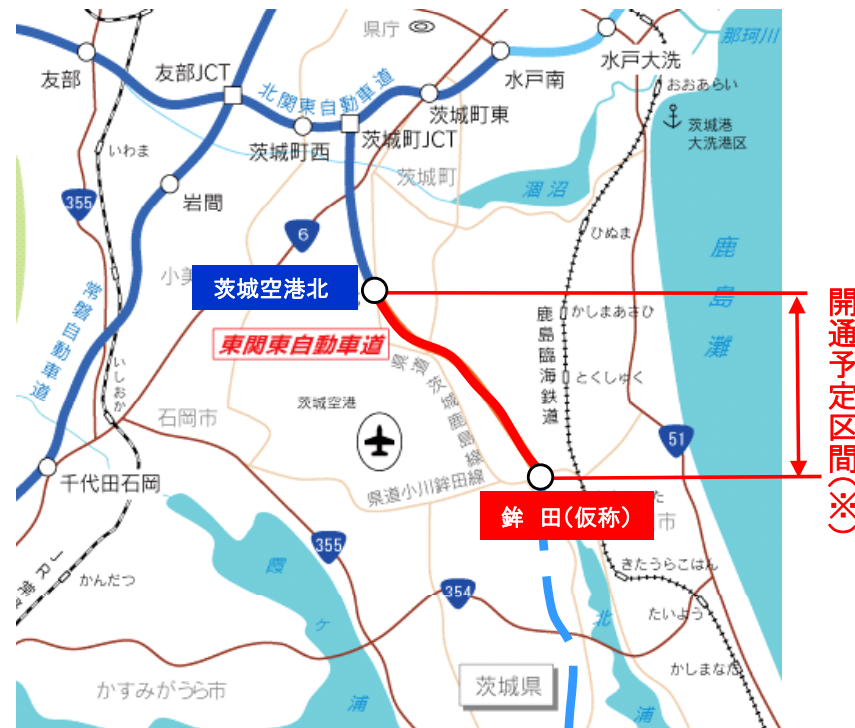 県庁
那珂川
友部
友部JCT
北関東自動車道
水戸南
水戸大洗
おおあらい
茨城町東
茨城港
大洗港区
茨城町西
茨城町JCT
いわま
茨城町
涸沼
355
岩間
6
ひぬま
鹿島灘
小美
茨城空港北
開通予定区間(※)
常磐自動車道
東関東自動車道
鹿島臨海鉄道
かしまあさひ
県道茨城鹿島線
いしおか
とくしゅく
茨城空港
石岡市
51
千代田石岡
県道小川鉾田線
た
鉾 田(仮称)
市
355
霞ヶ浦
JR常
かんだつ
354
きたうらこはん
たいよう
北浦
かしまなだ
かすみがうら市
茨城県